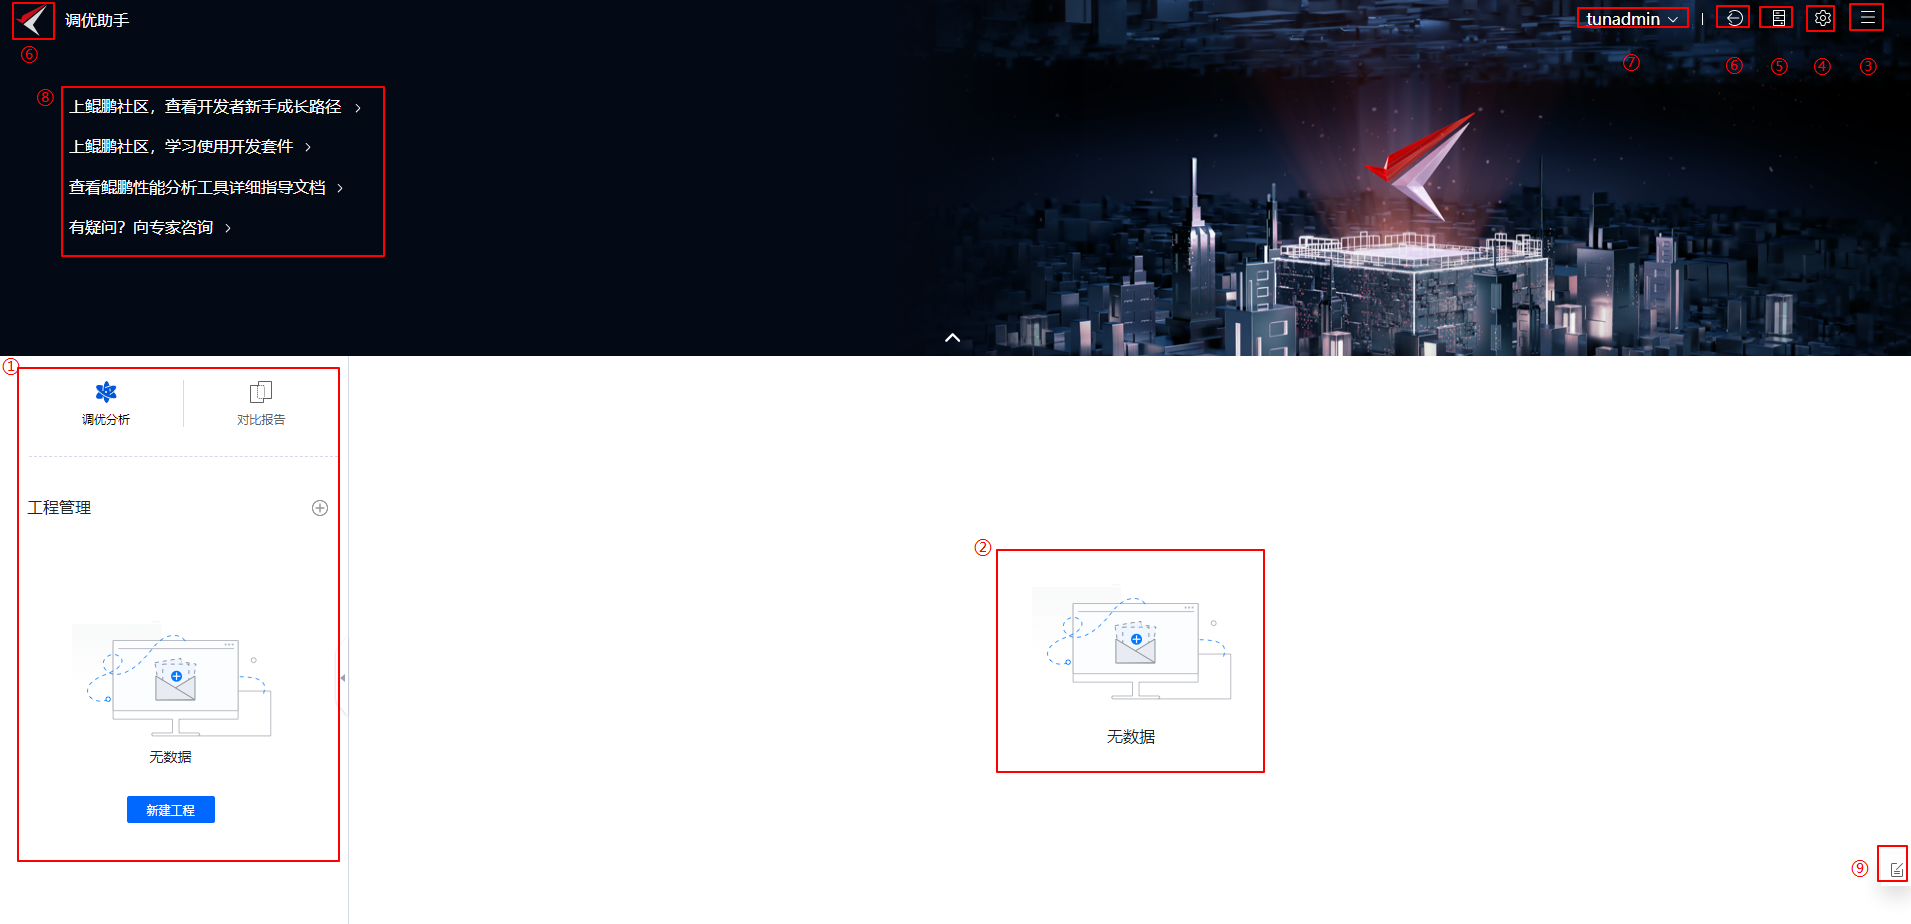 调优助手
tunadmin
⑥
⑦
⑥
⑤
④
③
⑧
上鲲鹏社区，查看开发者新手成长路径
上鲲鹏社区，学习使用开发套件
查看鲲鹏性能分析工具详细指导文档
有疑问？向专家咨询
①
调优分析
对比报告
工程管理
②
无数据
无数据
新建工程
⑨